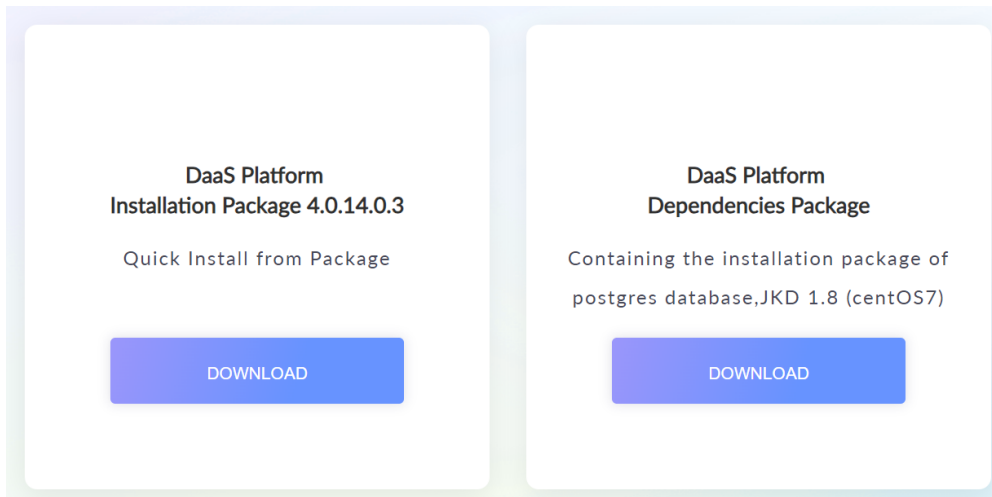 DaaS Platform
Installation Package 4.0.14.0.3
Quick Install from Package
DOWNLOAD
DaaS Platform
Dependencies Package
Containing the installation package of
postgres database,JKD 1.8 (centOS7)
DOWNLOAD